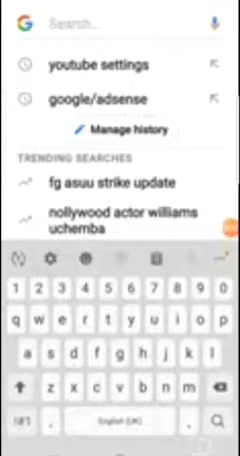 Search...
youtube settings
google/adsense
Manage history
TRENDING SEARCHES
fg asuu strike update
nollywood actor williams
uchemba
1 2 3 4 5 6 7 8 9 0
q w e r t y u i o p
a s d f g h j k l
z x c v b n m
!#1 , English (UK) .